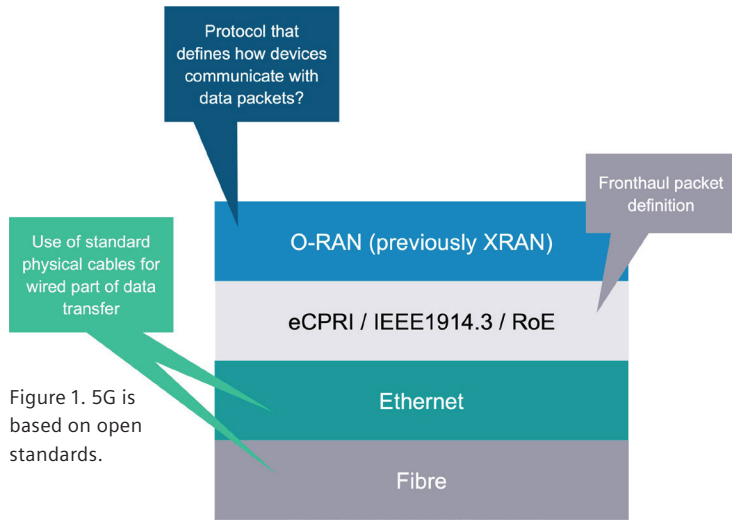 Protocol that
defines how devices
communicate with
data packets?
Fronthaul packet
definition
O-RAN (previously XRAN)
Use of standard
physical cables for
wired part of data
transfer
eCPRI / IEEE1914.3 / RoE
Ethernet
Figure 1. 5G is
based on open
standards.
Fibre